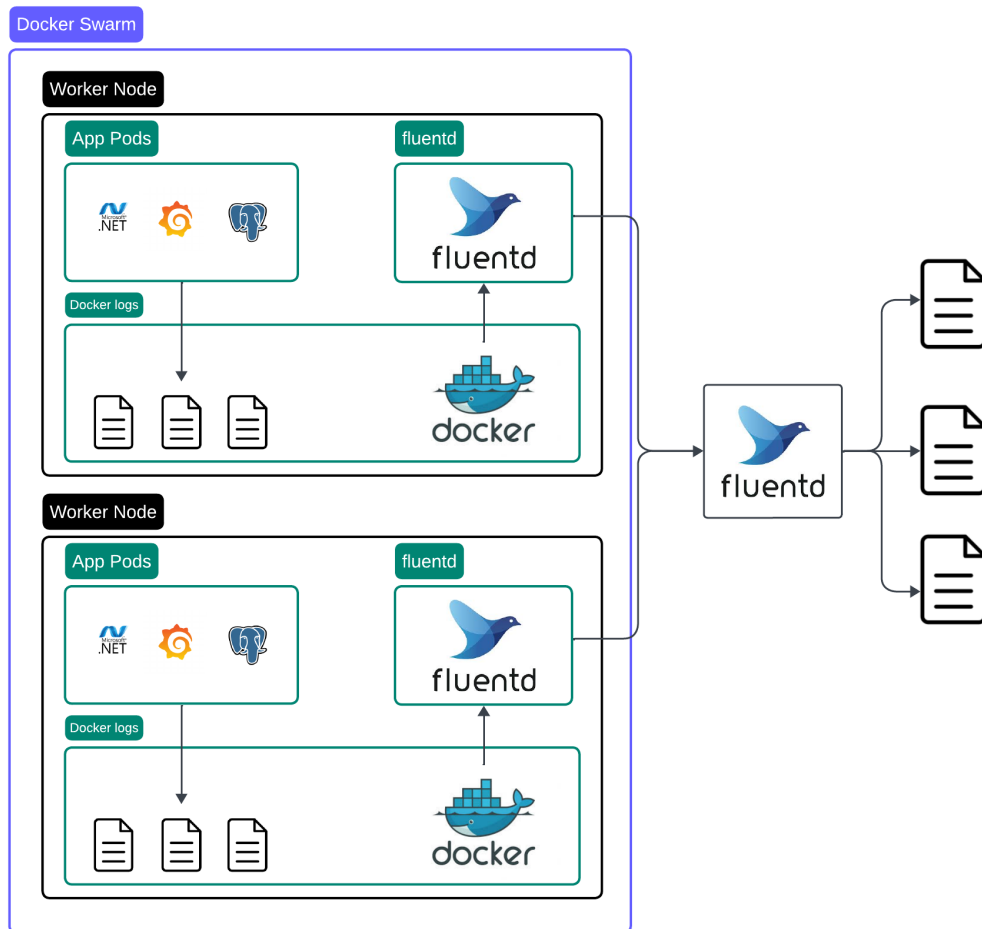 Docker Swarm
Worker Node
App Pods
fluentd
Microsoft
.NET
fluentd
Docker logs
docker
Worker Node
App Pods
fluentd
Microsoft
.NET
fluentd
Docker logs
docker
fluentd